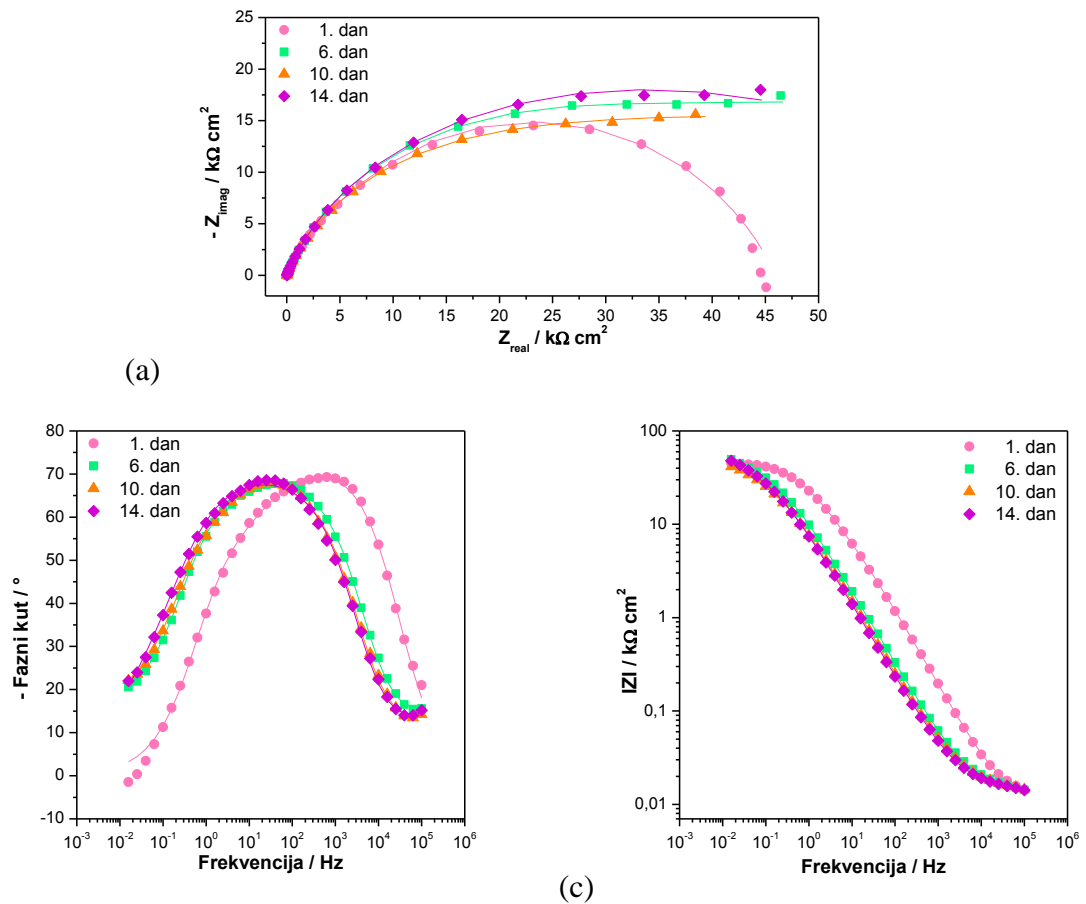 1. dan
6. dan
10. dan
14. dan
25
20
15
10
5
0
- Z_imag / kΩ cm²
0 5 10 15 20 25 30 35 40 45 50
Z_real / kΩ cm²
(a)
1. dan
6. dan
10. dan
14. dan
80
70
60
50
40
30
20
10
0
-10
- Fazni kut / °
10⁻³ 10⁻² 10⁻¹ 10⁰ 10¹ 10² 10³ 10⁴ 10⁵ 10⁶
Frekvencija / Hz
1. dan
6. dan
10. dan
14. dan
100
10
1
0,1
0,01
IZI / kΩ cm²
10⁻³ 10⁻² 10⁻¹ 10⁰ 10¹ 10² 10³ 10⁴ 10⁵ 10⁶
Frekvencija / Hz
(c)